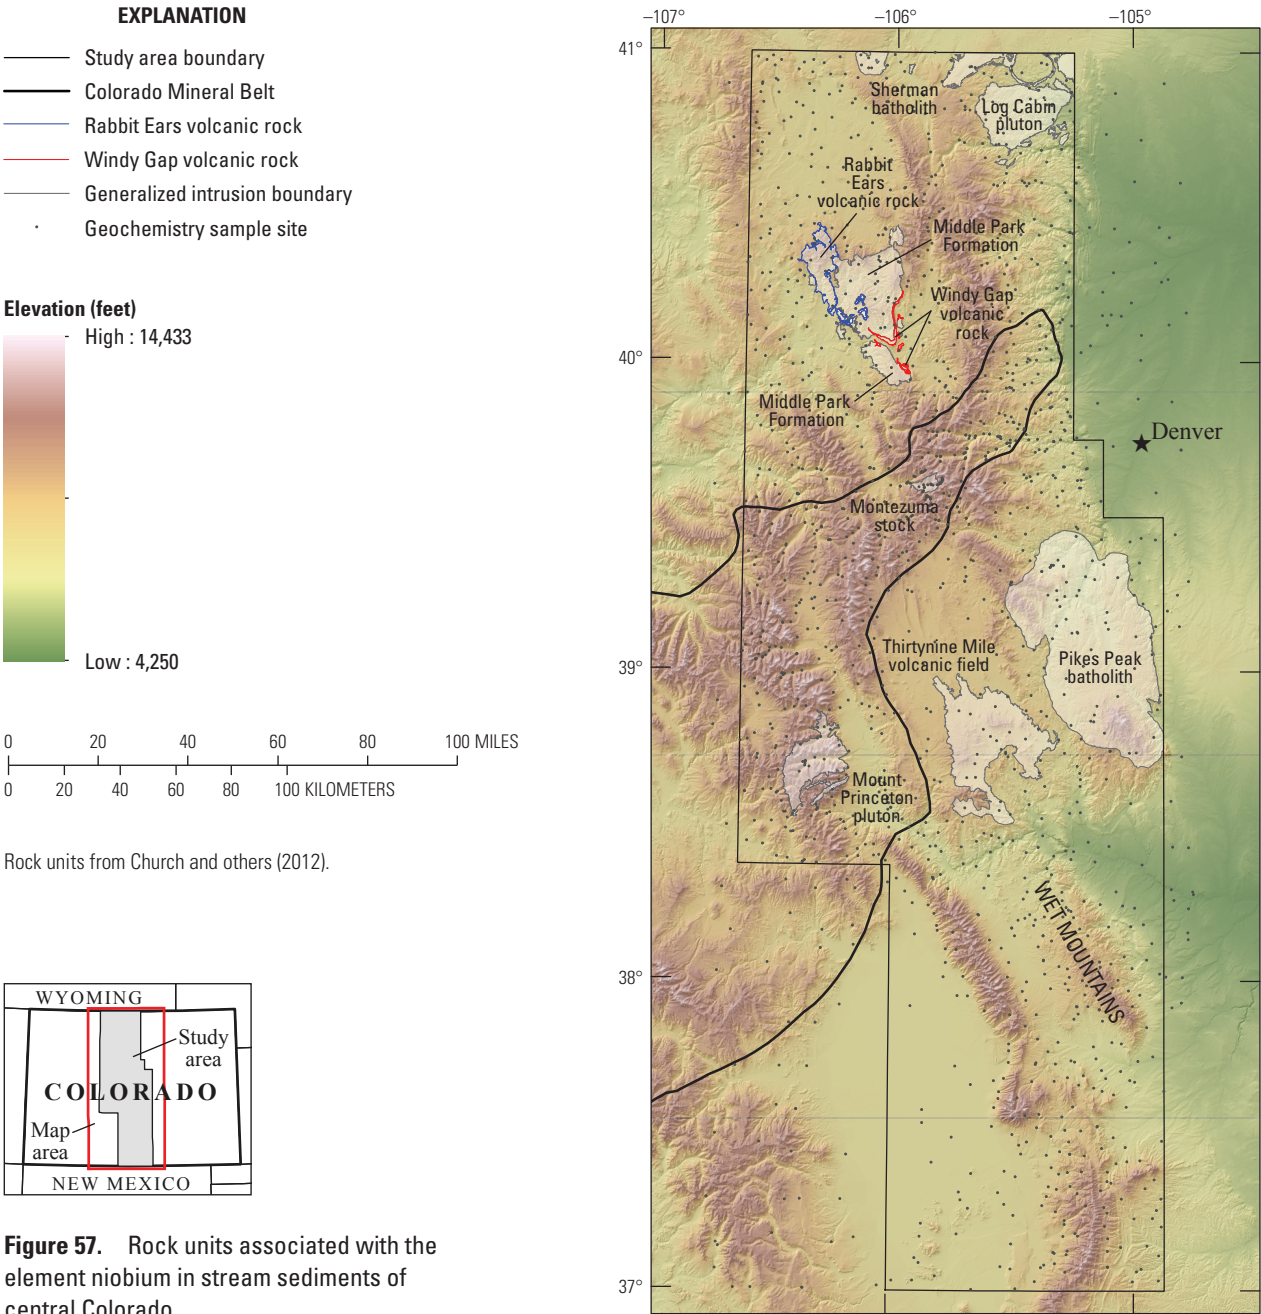 EXPLANATION
Study area boundary
Colorado Mineral Belt
Rabbit Ears volcanic rock
Windy Gap volcanic rock
Generalized intrusion boundary
Geochemistry sample site
Elevation (feet)
High : 14,433
Low : 4,250
0 20 40 60 80 100 MILES
0 20 40 60 80 100 KILOMETERS
Rock units from Church and others (2012).
WYOMING
Study
area
COLORADO
Map
area
NEW MEXICO
Figure 57. Rock units associated with the
element niobium in stream sediments of
central Colorado
–107° –106° –105°
41°
Sherman
batholith
Log Cabin
pluton
Rabbit
Ears
volcanic rock
Middle Park
Formation
Windy Gap
volcanic
rock
40°
Middle Park
Formation
Denver
Montezuma
stock
Thirtynine Mile
volcanic field
Pikes Peak
batholith
39°
Mount
Princeton
pluton
WET MOUNTAINS
38°
37°